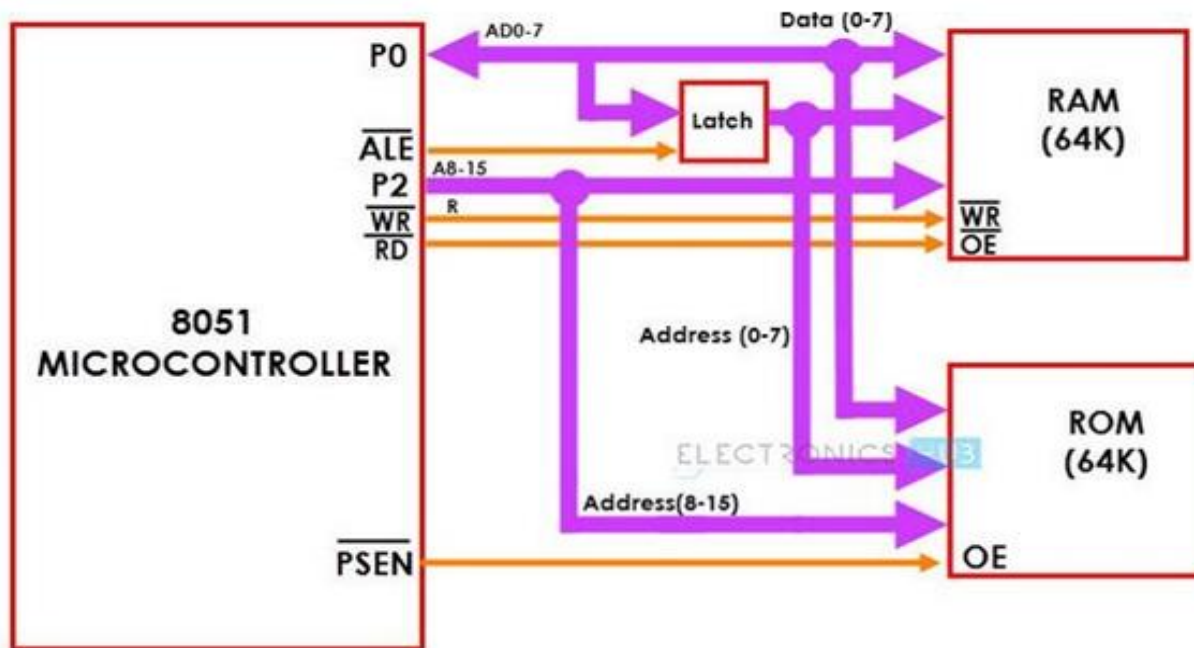 AD0-7
Data (0-7)
P0
RAM
(64K)
Latch
ALE
A8-15
P2
WR
R
RD
WR
OE
8051
MICROCONTROLLER
Address (0-7)
ROM
(64K)
ELECTRONICS
Address(8-15)
PSEN
OE